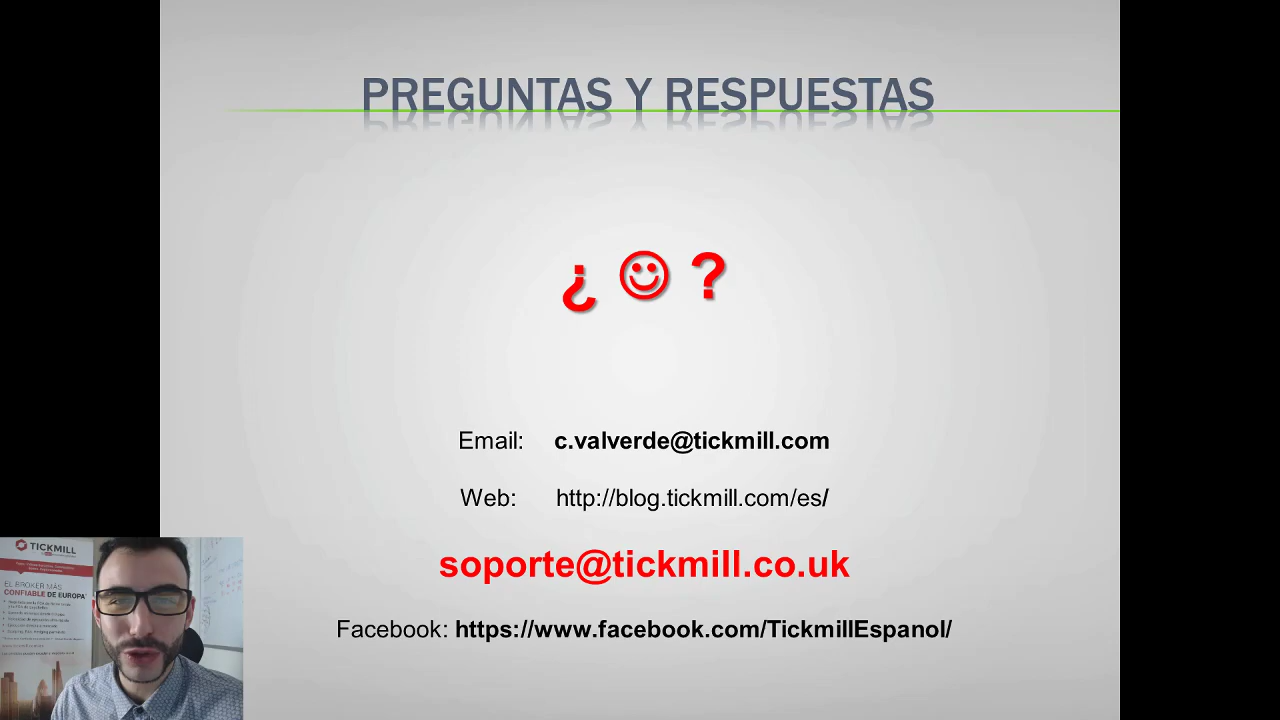 PREGUNTAS Y RESPUESTAS
¿ ☺ ?
Email: c.valverde@tickmill.com
Web: http://blog.tickmill.com/es/
soporte@tickmill.co.uk
Facebook: https://www.facebook.com/TickmillEspanol/
TICKMILL
EL BROKER MÁS
CONFIABLE DE EUROPA*